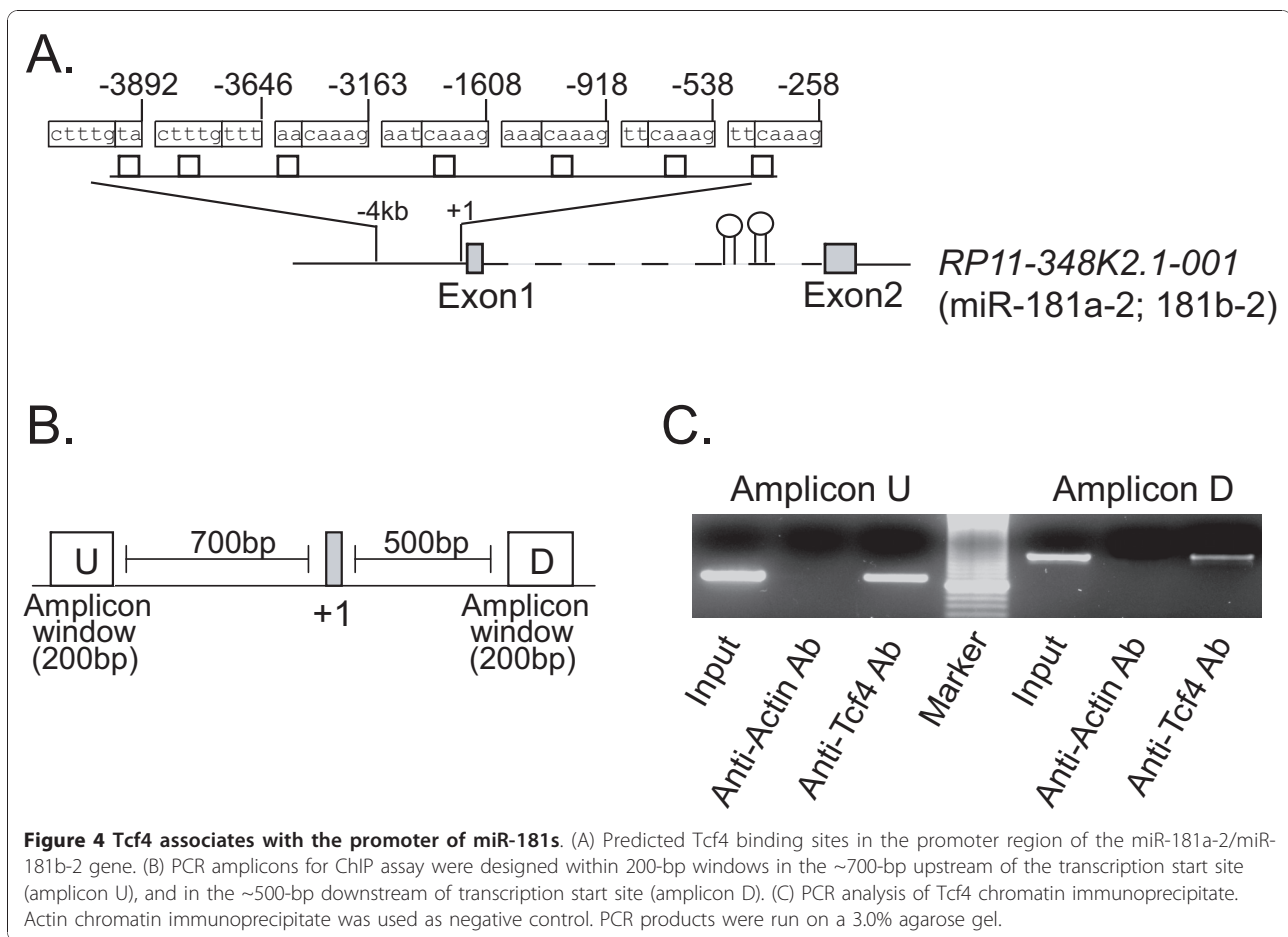 A.
-3892 -3646 -3163 -1608 -918 -538 -258
ctttgta ctttgttt aacaaag aatcaaag aaacaaag ttcaaag ttcaaag
-4kb +1
Exon1 Exon2
RP11-348K2.1-001
(miR-181a-2; 181b-2)
B.
U 700bp 500bp D
+1
Amplicon window (200bp)
Amplicon window (200bp)
C.
Amplicon U Amplicon D
Input Anti-Actin Ab Anti-Tcf4 Ab Marker Input Anti-Actin Ab Anti-Tcf4 Ab
Figure 4 Tcf4 associates with the promoter of miR-181s. (A) Predicted Tcf4 binding sites in the promoter region of the miR-181a-2/miR-
181b-2 gene. (B) PCR amplicons for ChIP assay were designed within 200-bp windows in the ~700-bp upstream of the transcription start site
(amplicon U), and in the ~500-bp downstream of transcription start site (amplicon D). (C) PCR analysis of Tcf4 chromatin immunoprecipitate.
Actin chromatin immunoprecipitate was used as negative control. PCR products were run on a 3.0% agarose gel.